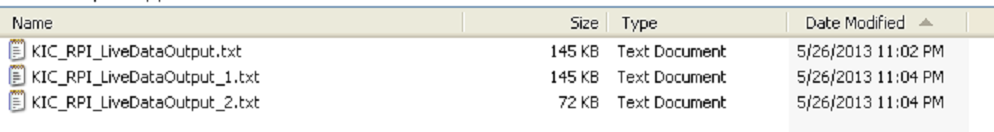 Name Size Type Date Modified
KIC_RPI_LiveDataOutput.txt 145 KB Text Document 5/26/2013 11:02 PM
KIC_RPI_LiveDataOutput_1.txt 145 KB Text Document 5/26/2013 11:04 PM
KIC_RPI_LiveDataOutput_2.txt 72 KB Text Document 5/26/2013 11:04 PM